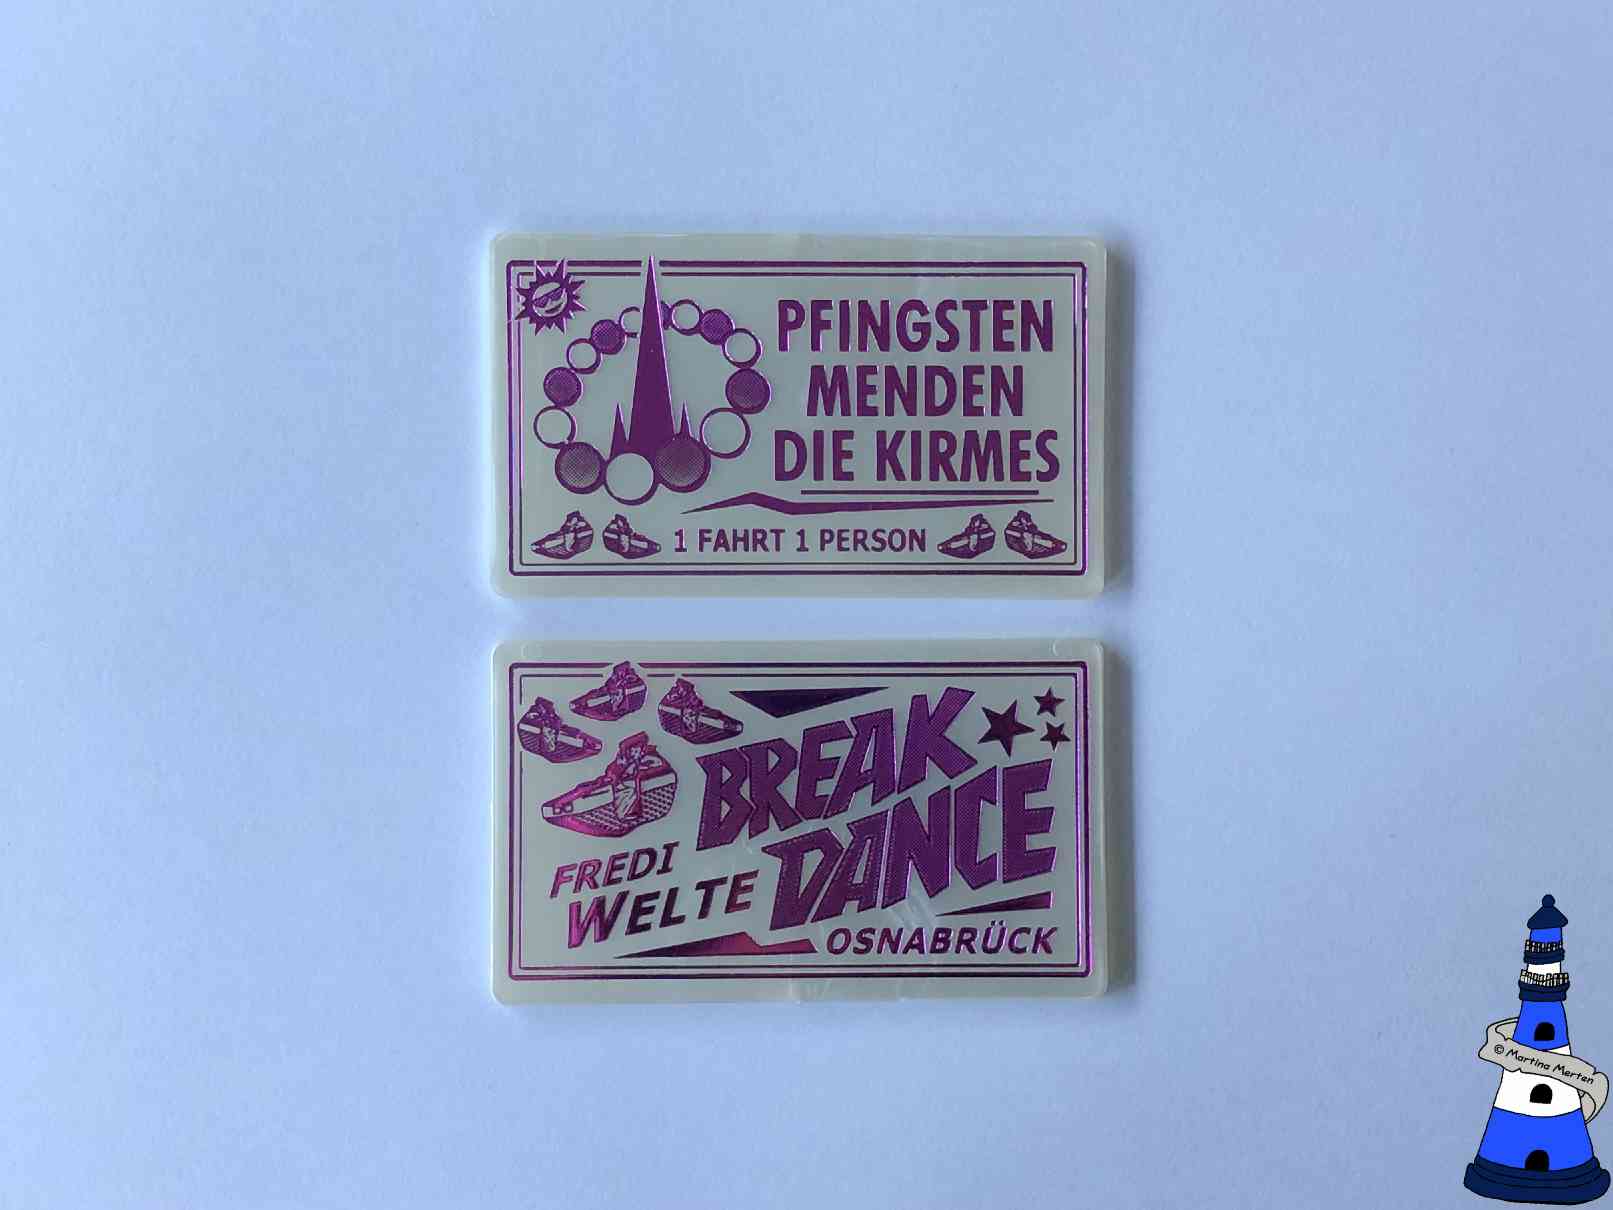 PFINGSTEN
MENDEN
DIE KIRMES
1 FAHRT 1 PERSON
BREAK
DANCE
FREDI
WELTE
OSNABRÜCK
© Martina Merten